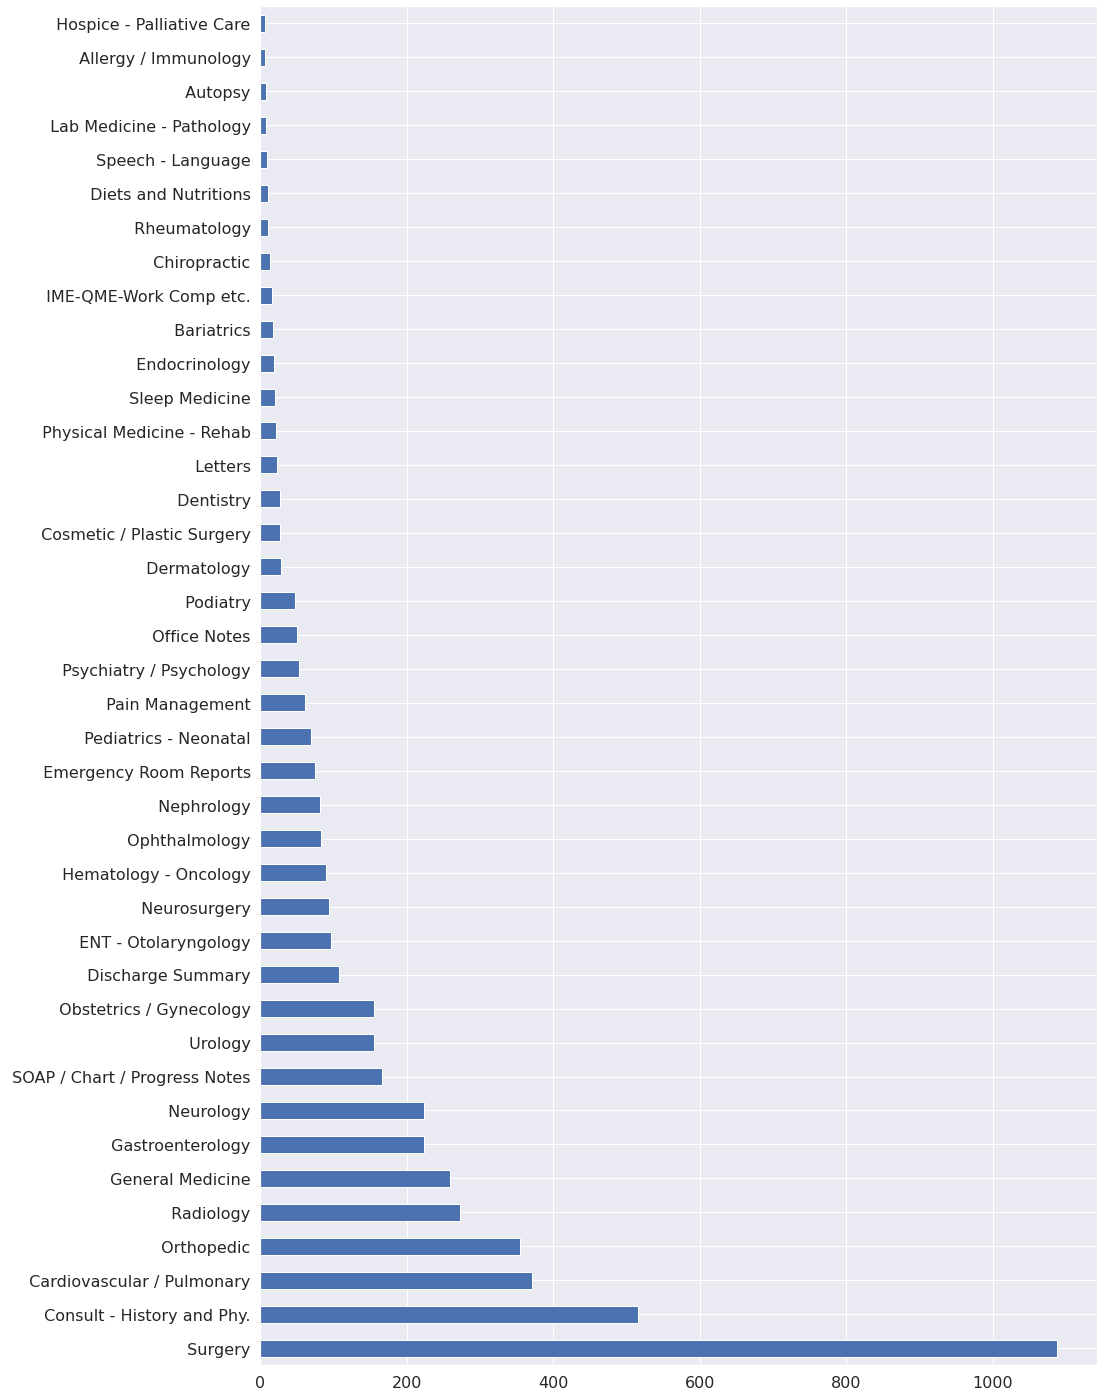 Hospice - Palliative Care
Allergy / Immunology
Autopsy
Lab Medicine - Pathology
Speech - Language
Diets and Nutritions
Rheumatology
Chiropractic
IME-QME-Work Comp etc.
Bariatrics
Endocrinology
Sleep Medicine
Physical Medicine - Rehab
Letters
Dentistry
Cosmetic / Plastic Surgery
Dermatology
Podiatry
Office Notes
Psychiatry / Psychology
Pain Management
Pediatrics - Neonatal
Emergency Room Reports
Nephrology
Ophthalmology
Hematology - Oncology
Neurosurgery
ENT - Otolaryngology
Discharge Summary
Obstetrics / Gynecology
Urology
SOAP / Chart / Progress Notes
Neurology
Gastroenterology
General Medicine
Radiology
Orthopedic
Cardiovascular / Pulmonary
Consult - History and Phy.
Surgery
0 200 400 600 800 1000